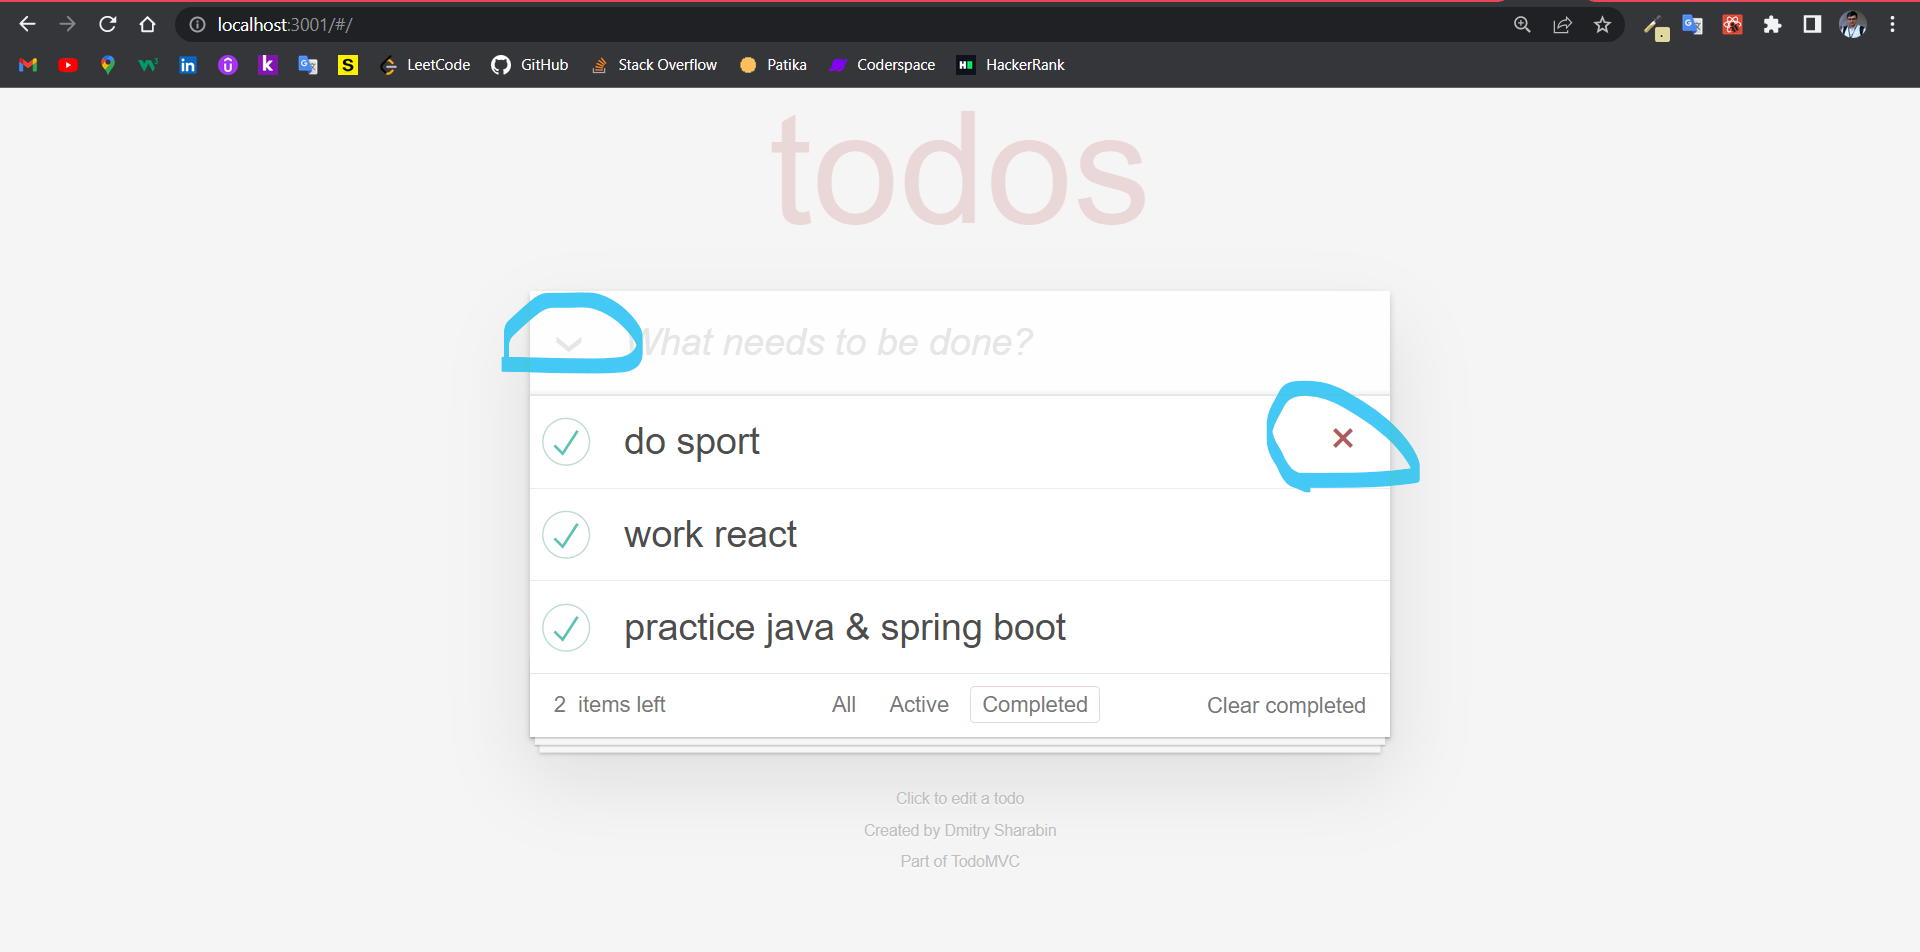 localhost:3001/#/
LeetCode GitHub Stack Overflow Patika Coderspace HackerRank
todos
What needs to be done?
do sport
work react
practice java & spring boot
2 items left All Active Completed Clear completed
Click to edit a todo
Created by Dmitry Sharabin
Part of TodoMVC